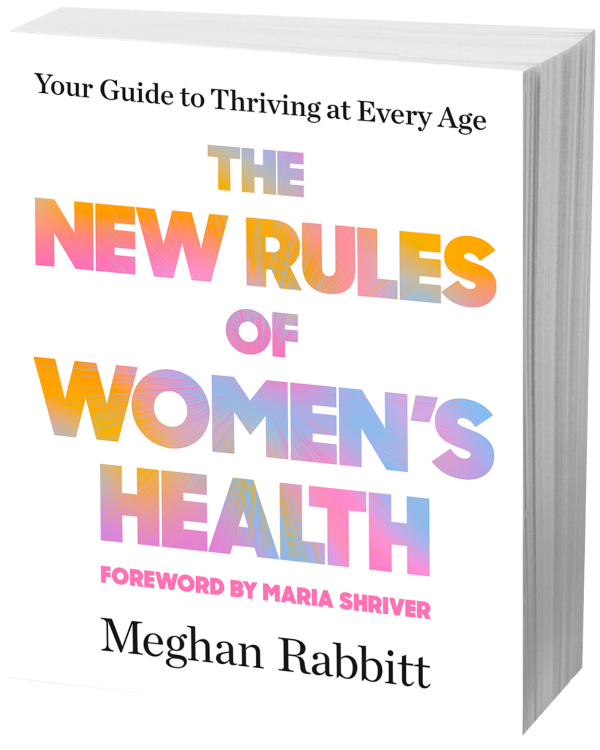 Your Guide to Thriving at Every Age
THE
NEW RULES
OF
WOMEN'S
HEALTH
FOREWORD BY MARIA SHRIVER
Meghan Rabbitt